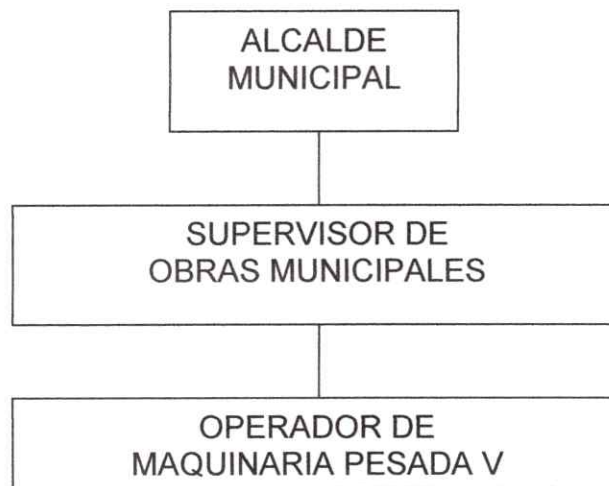 ALCALDE
MUNICIPAL
SUPERVISOR DE
OBRAS MUNICIPALES
OPERADOR DE
MAQUINARIA PESADA V